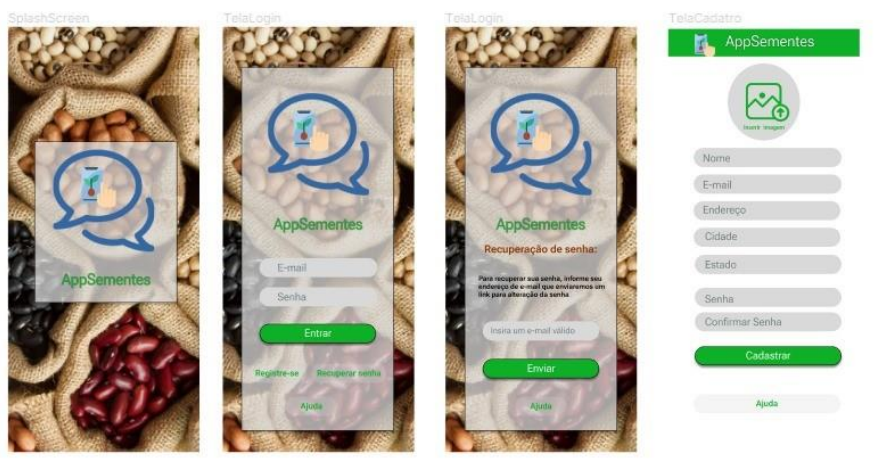 SplashScreen
AppSementes
TelaLogin
AppSementes
E-mail
Senha
Entrar
Registre-se Recuperar senha
Ajuda
TelaLogin
AppSementes
Recuperação de senha:
Para recuperar sua senha, informe seu
endereço de e-mail que enviaremos um
link para alteração da senha
Insira um e-mail válido
Enviar
Ajuda
TelaCadatro
AppSementes
Inserir Imagem
Nome
E-mail
Endereço
Cidade
Estado
Senha
Confirmar Senha
Cadastrar
Ajuda